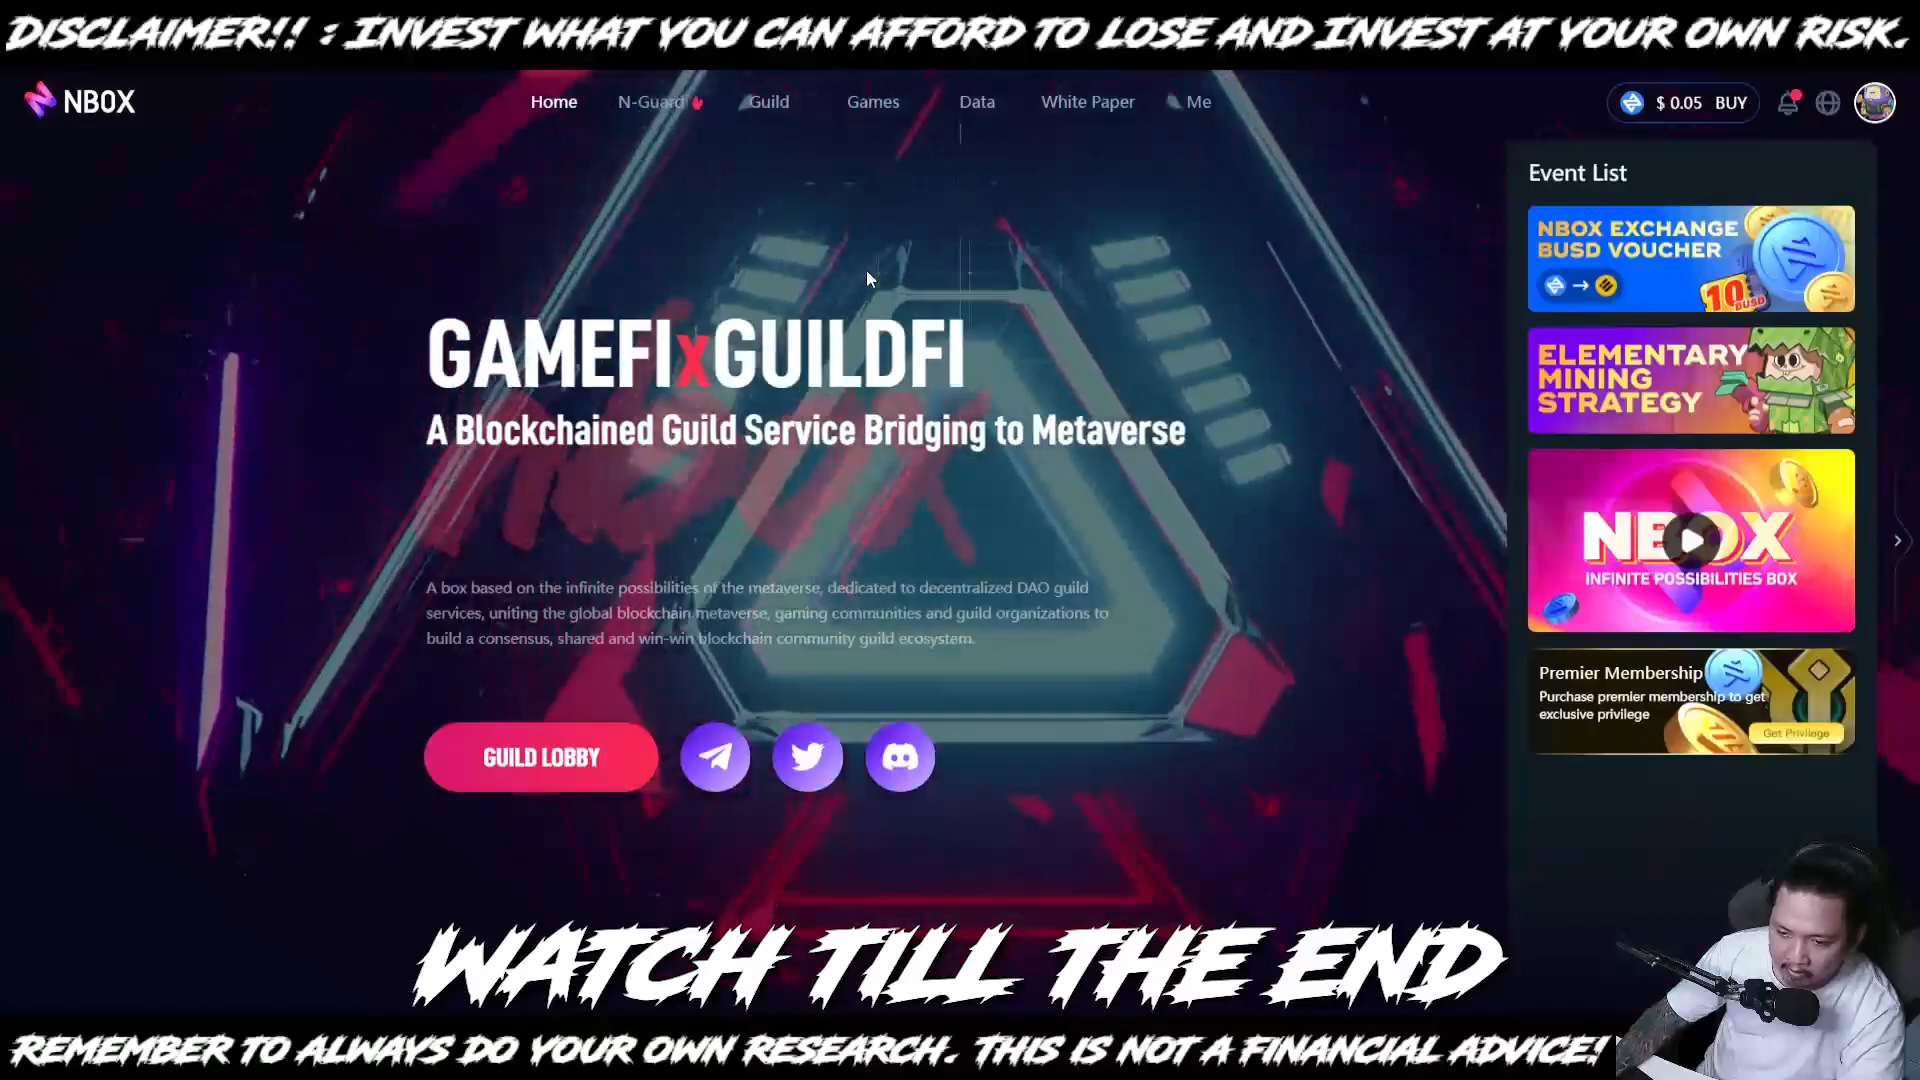 DISCLAIMER!! : INVEST WHAT YOU CAN AFFORD TO LOSE AND INVEST AT YOUR OWN RISK.
NBOX
Home
N-Guard
Guild
Games
Data
White Paper
Me
$ 0.05 BUY
Event List
NBOX EXCHANGE
BUSD VOUCHER
10
BUSD
ELEMENTARY
MINING
STRATEGY
NBOX
INFINITE POSSIBILITIES BOX
Premier Membership
Purchase premier membership to get
exclusive privilege
Get Privilege
GAMEFIxGUILDFI
A Blockchained Guild Service Bridging to Metaverse
A box based on the infinite possibilities of the metaverse, dedicated to decentralized DAO guild
services, uniting the global blockchain metaverse, gaming communities and guild organizations to
build a consensus, shared and win-win blockchain community guild ecosystem.
GUILD LOBBY
WATCH TILL THE END
REMEMBER TO ALWAYS DO YOUR OWN RESEARCH. THIS IS NOT A FINANCIAL ADVICE!